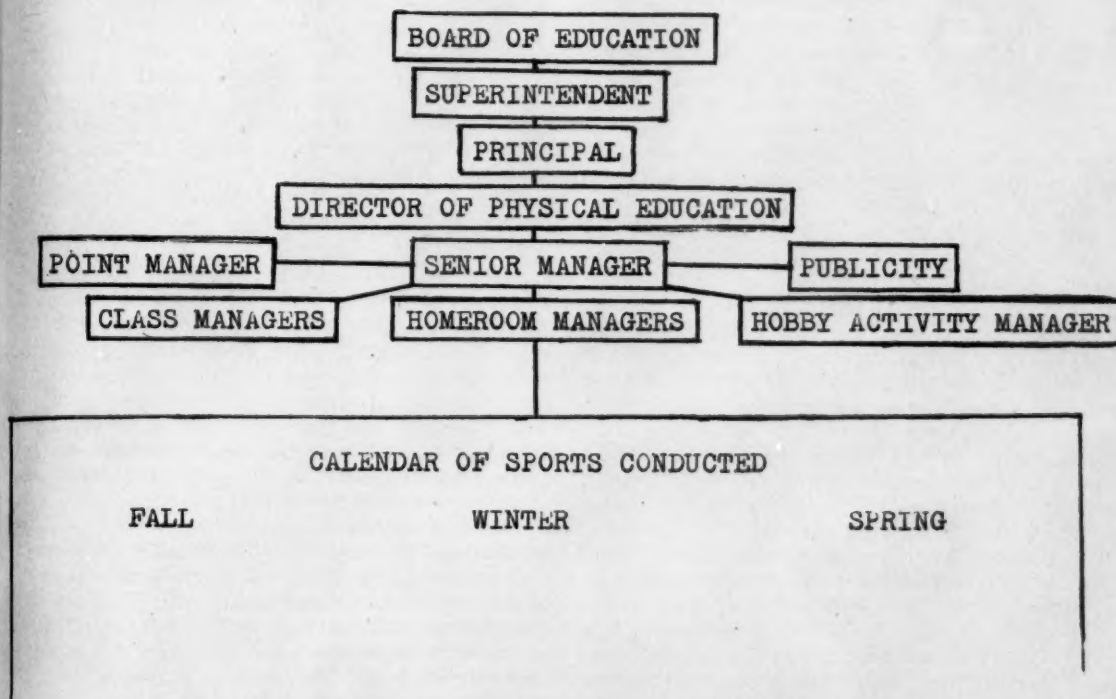 BOARD OF EDUCATION
SUPERINTENDENT
PRINCIPAL
DIRECTOR OF PHYSICAL EDUCATION
POINT MANAGER SENIOR MANAGER PUBLICITY
CLASS MANAGERS HOMEROOM MANAGERS HOBBY ACTIVITY MANAGER
CALENDAR OF SPORTS CONDUCTED
FALL WINTER SPRING